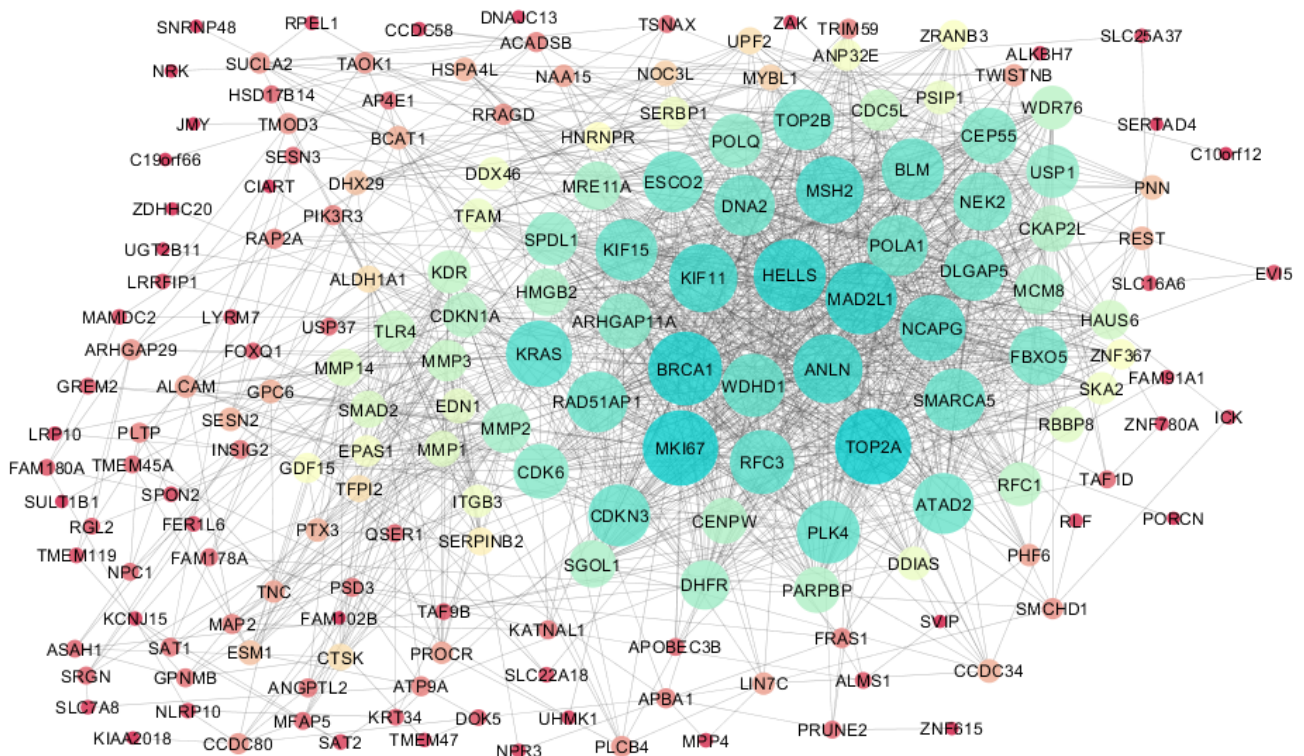 SNRNP48
RPEL1
CCDC58
DNAJC13
TSNAX
ZAK
TRIM59
ZRANB3
SLC25A37
ACADSB
UPF2
ANP32E
ALKBH7
NRK
SUCLA2
TAOK1
HSPA4L
NAA15
NOC3L
MYBL1
TWISTNB
HSD17B14
AP4E1
RRAGD
SERBP1
CDC5L
PSIP1
WDR76
JMY
TMOD3
BCAT1
HNRNPR
POLQ
TOP2B
CEP55
SERTAD4
C19orf66
SESN3
DDX46
MRE11A
ESCO2
MSH2
BLM
USP1
C10orf12
CIART
DHX29
DNA2
NEK2
PNN
ZDHHC20
PIK3R3
TFAM
UGT2B11
RAP2A
SPDL1
KIF15
POLA1
CKAP2L
REST
LRRFIP1
ALDH1A1
KDR
HMGB2
KIF11
HELLS
MAD2L1
DLGAP5
MCM8
SLC16A6
EVI5
MAMDC2
LYRM7
USP37
TLR4
CDKN1A
ARHGAP11A
NCAPG
HAUS6
ARHGAP29
FOXQ1
MMP14
MMP3
KRAS
BRCA1
WDHD1
ANLN
FBXO5
ZNF367
FAM91A1
GREM2
ALCAM
GPC6
SMAD2
EDN1
RAD51AP1
SMARCA5
SKA2
LRP10
PLTP
SESN2
INSIG2
EPAS1
MMP1
MMP2
MKI67
TOP2A
RBBP8
ZNF780A
ICK
FAM180A
TMEM45A
GDF15
TFPI2
CDK6
RFC3
SULT1B1
SPON2
ITGB3
RFC1
TAF1D
RGL2
FER1L6
PTX3
QSER1
SERPINB2
CDKN3
CENPW
PLK4
ATAD2
RLF
PORCN
TMEM119
NPC1
FAM178A
SGOL1
DHFR
PARPBP
DDIAS
PHF6
TNC
PSD3
KCNJ15
MAP2
FAM102B
TAF9B
KATNAL1
APOBEC3B
FRAS1
SVIP
SMCHD1
ASAH1
SAT1
ESM1
CTSK
PROCR
SRGN
GPNMB
ANGPTL2
ATP9A
SLC22A18
APBA1
LIN7C
ALMS1
CCDC34
SLC7A8
NLRP10
MFAP5
KRT34
DOK5
UHMK1
PRUNE2
ZNF615
KIAA2018
CCDC80
SAT2
TMEM47
NPR3
PLCB4
MPP4